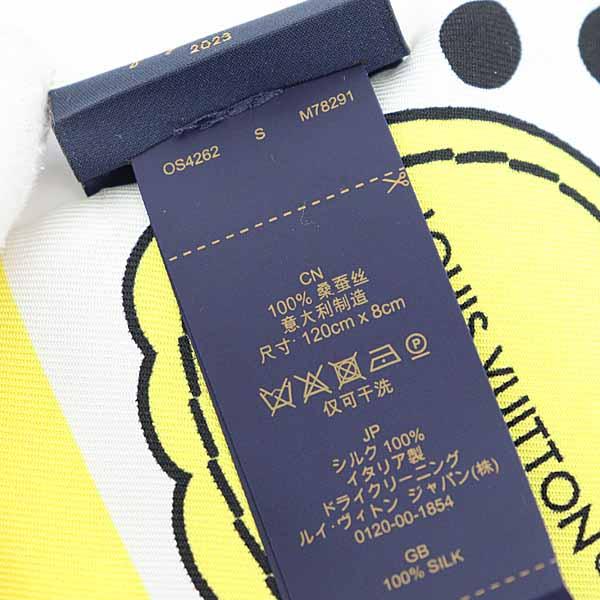 2023
OS4262 S M78291
CN
100% 桑蚕丝
意大利制造
尺寸: 120cm x 8cm
仅可干洗
JP
シルク 100%
イタリア製
ドライクリーニング
ルイ・ヴィトン ジャパン(株)
0120-00-1854
GB
100% SILK
LOUIS VUITTON